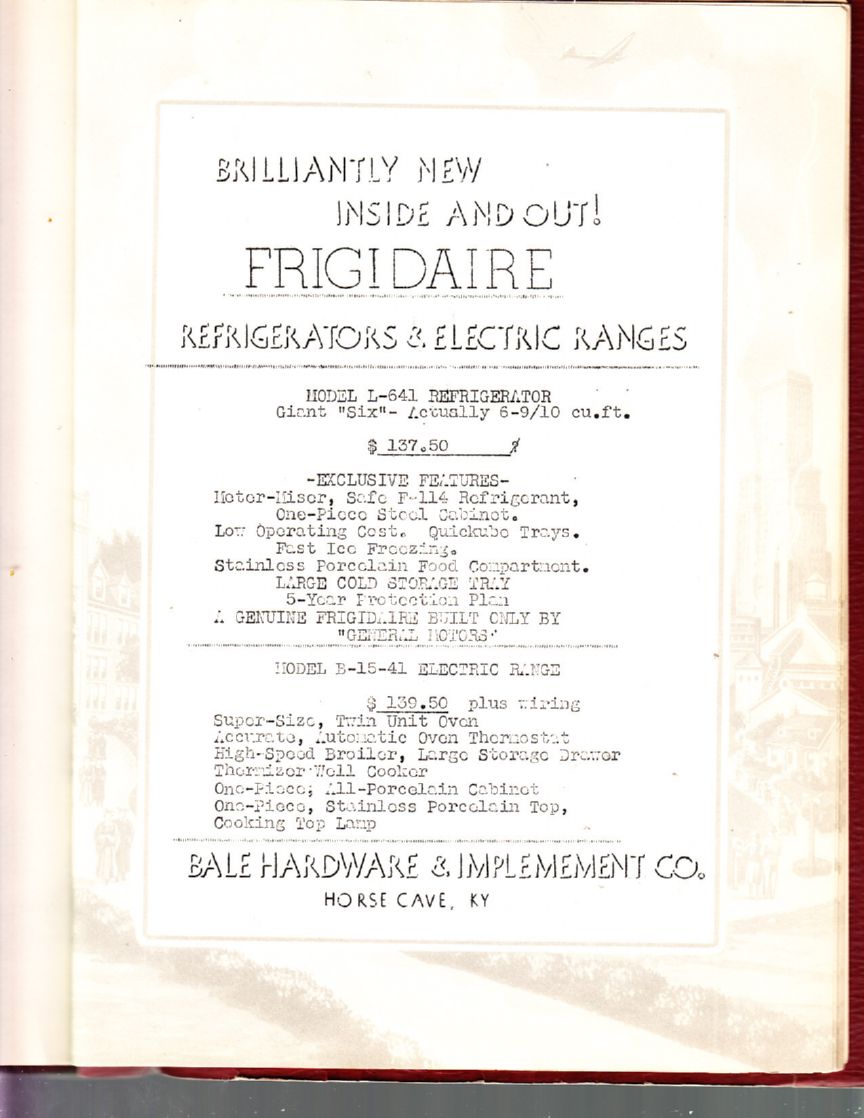 BRILLIANTLY NEW
INSIDE AND OUT!
FRIGIDAIRE
REFRIGERATORS & ELECTRIC RANGES
MODEL L-641 REFRIGERATOR
Giant "Six"- Actually 6-9/10 cu.ft.
$ 137.50
-EXCLUSIVE FEATURES-
Meter-Miser, Safe F-114 Refrigerant,
One-Piece Steel Cabinet.
Low Operating Cost. Quickube Trays.
Fast Ice Freezing.
Stainless Porcelain Food Compartment.
LARGE COLD STORAGE TRAY
5-Year Protection Plan
A GENUINE FRIGIDAIRE BUILT ONLY BY
"GENERAL MOTORS"
MODEL B-15-41 ELECTRIC RANGE
$ 139.50 plus wiring
Super-Size, Twin Unit Oven
Accurate, Automatic Oven Thermostat
High-Speed Broiler, Large Storage Drawer
Thermizer Well Cooker
One-Piece; All-Porcelain Cabinet
One-Piece, Stainless Porcelain Top,
Cooking Top Lamp
BALE HARDWARE & IMPLEMEMENT CO.
HORSE CAVE, KY